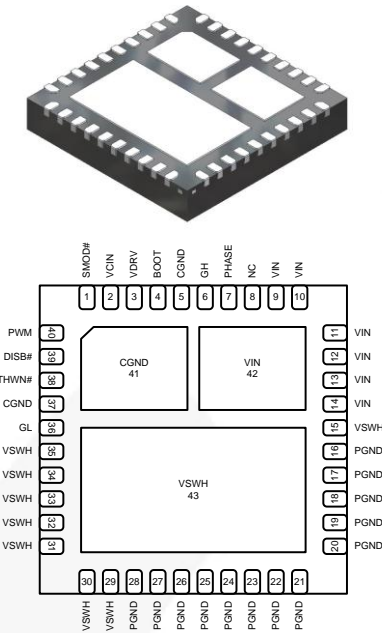 SMOD#
VCIN
VDRV
BOOT
CGND
GH
PHASE
NC
VIN
VIN
1
2
3
4
5
6
7
8
9
10
PWM 40
DISB# 39
THWN# 38
CGND 37
GL 36
VSWH 35
VSWH 34
VSWH 33
VSWH 32
VSWH 31
CGND
41
VIN
42
VSWH
43
11 VIN
12 VIN
13 VIN
14 VIN
15 VSWH
16 PGND
17 PGND
18 PGND
19 PGND
20 PGND
30
29
28
27
26
25
24
23
22
21
VSWH
VSWH
PGND
PGND
PGND
PGND
PGND
PGND
PGND
PGND